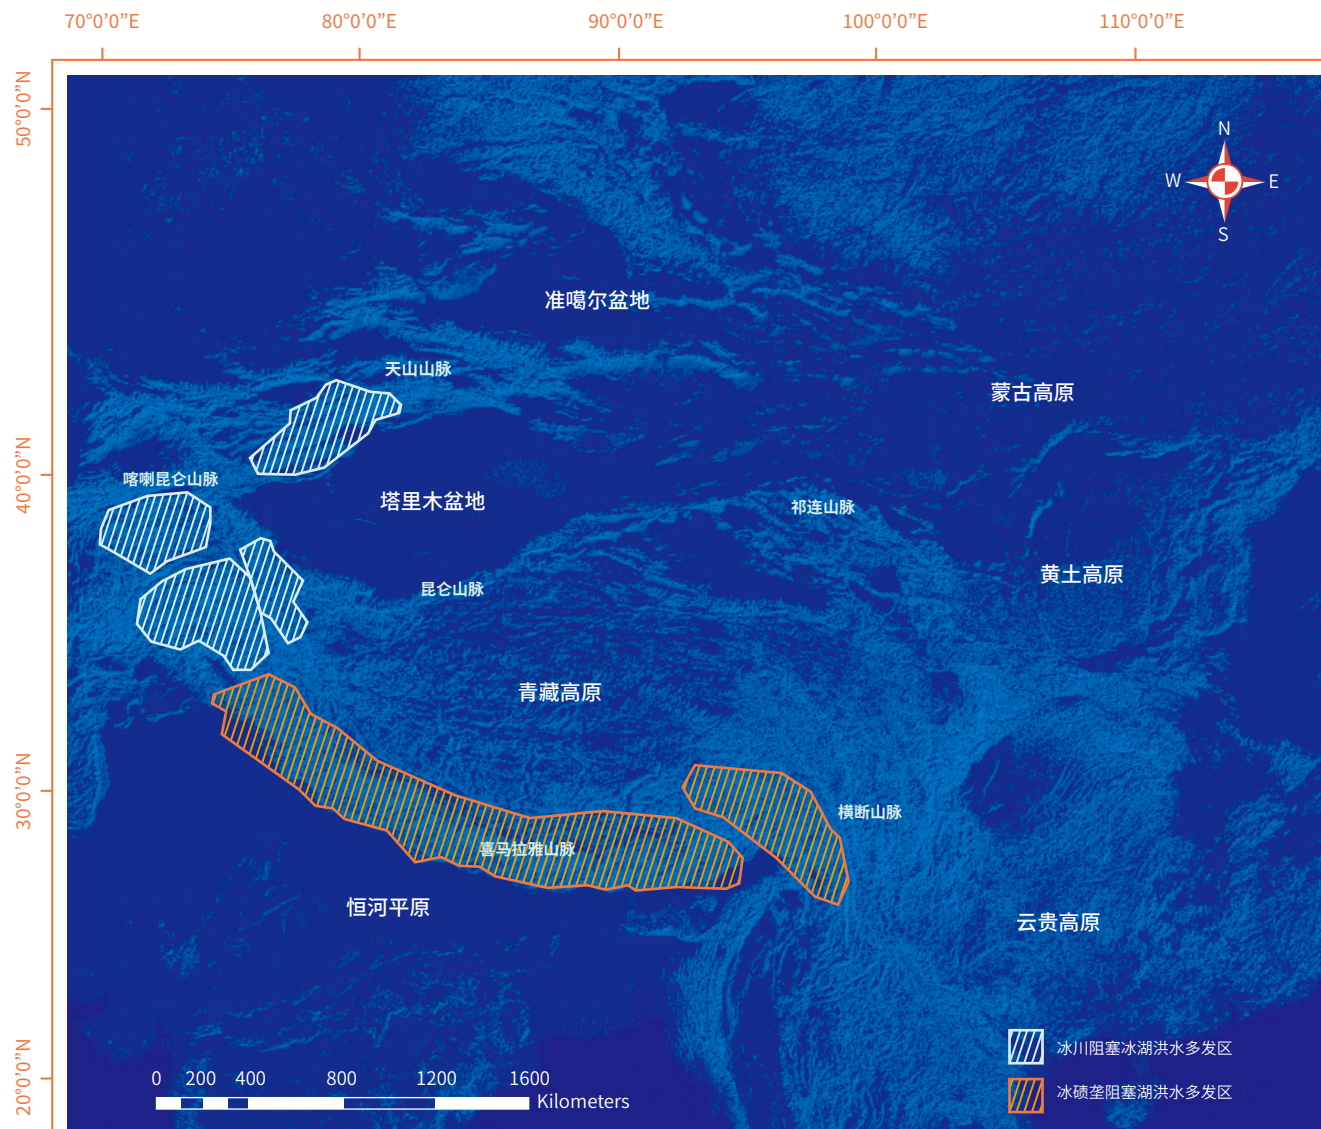 70°0'0"E
80°0'0"E
90°0'0"E
100°0'0"E
110°0'0"E
50°0'0"N
40°0'0"N
30°0'0"N
20°0'0"N
N
W
E
S
准噶尔盆地
天山山脉
蒙古高原
喀喇昆仑山脉
塔里木盆地
祁连山脉
黄土高原
昆仑山脉
青藏高原
横断山脉
喜马拉雅山脉
恒河平原
云贵高原
冰川阻塞冰湖洪水多发区
冰碛垄阻塞湖洪水多发区
0 200 400 800 1200 1600
Kilometers